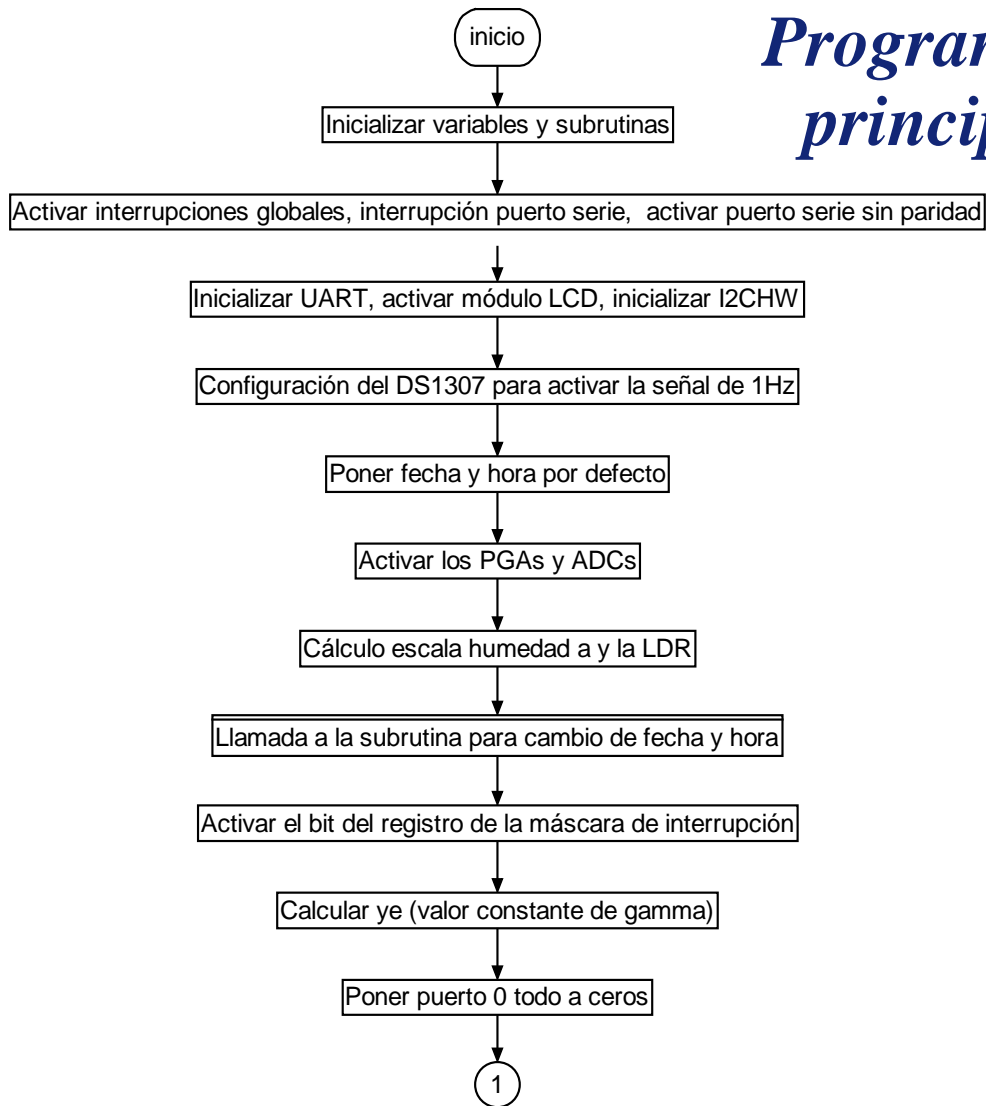 inicio
Progra
princi
Inicializar variables y subrutinas
Activar interrupciones globales, interrupción puerto serie, activar puerto serie sin paridad
Inicializar UART, activar módulo LCD, inicializar I2CHW
Configuración del DS1307 para activar la señal de 1Hz
Poner fecha y hora por defecto
Activar los PGAs y ADCs
Cálculo escala humedad a y la LDR
Llamada a la subrutina para cambio de fecha y hora
Activar el bit del registro de la máscara de interrupción
Calcular ye (valor constante de gamma)
Poner puerto 0 todo a ceros
1